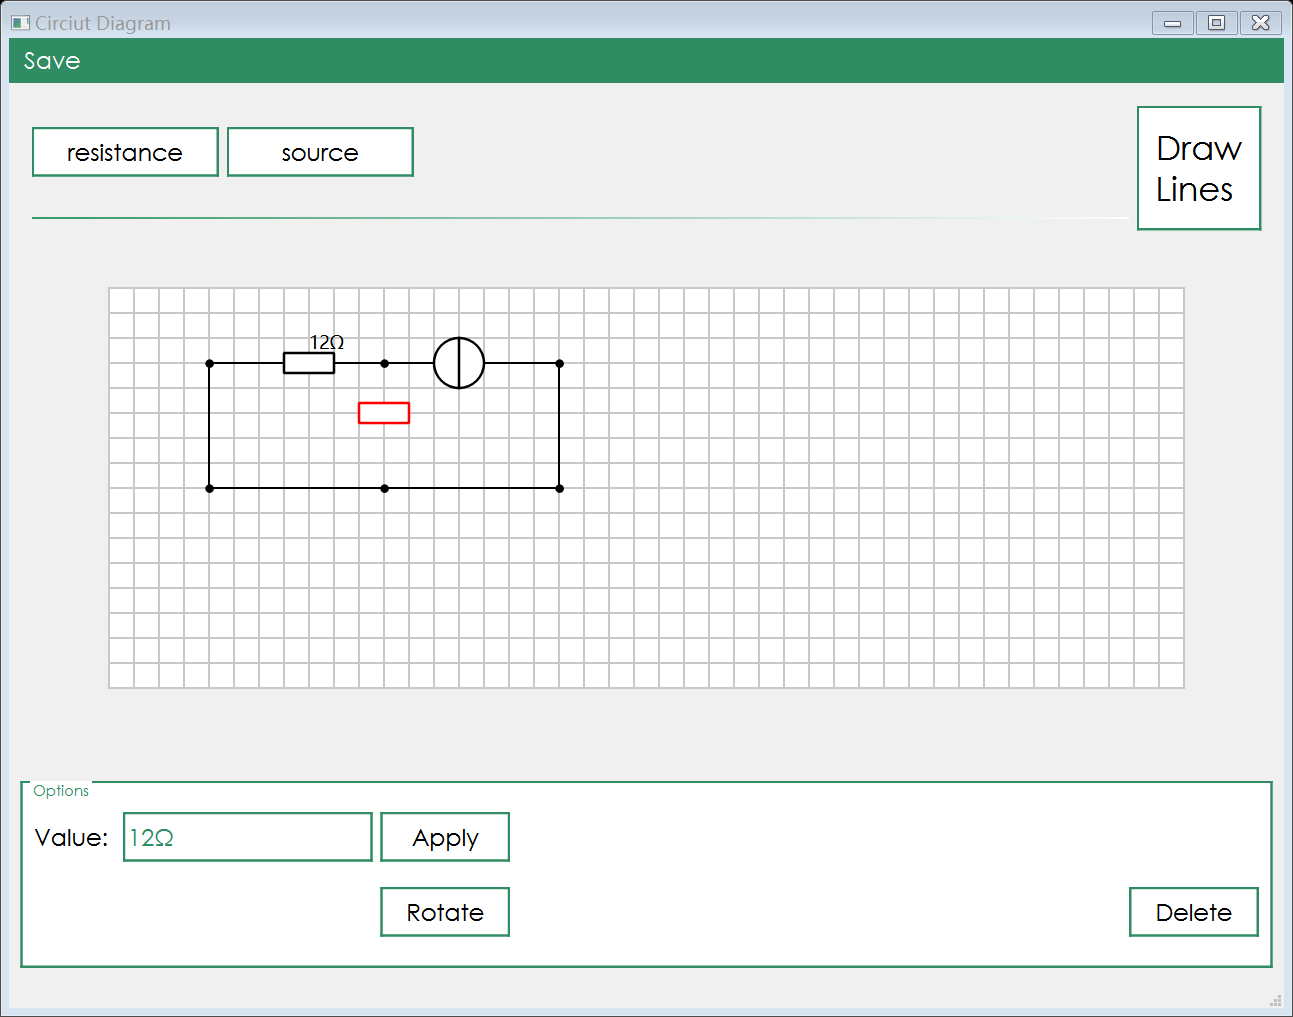 Circiut Diagram
Save
resistance
source
Draw
Lines
12Ω
Options
Value:
12Ω
Apply
Rotate
Delete